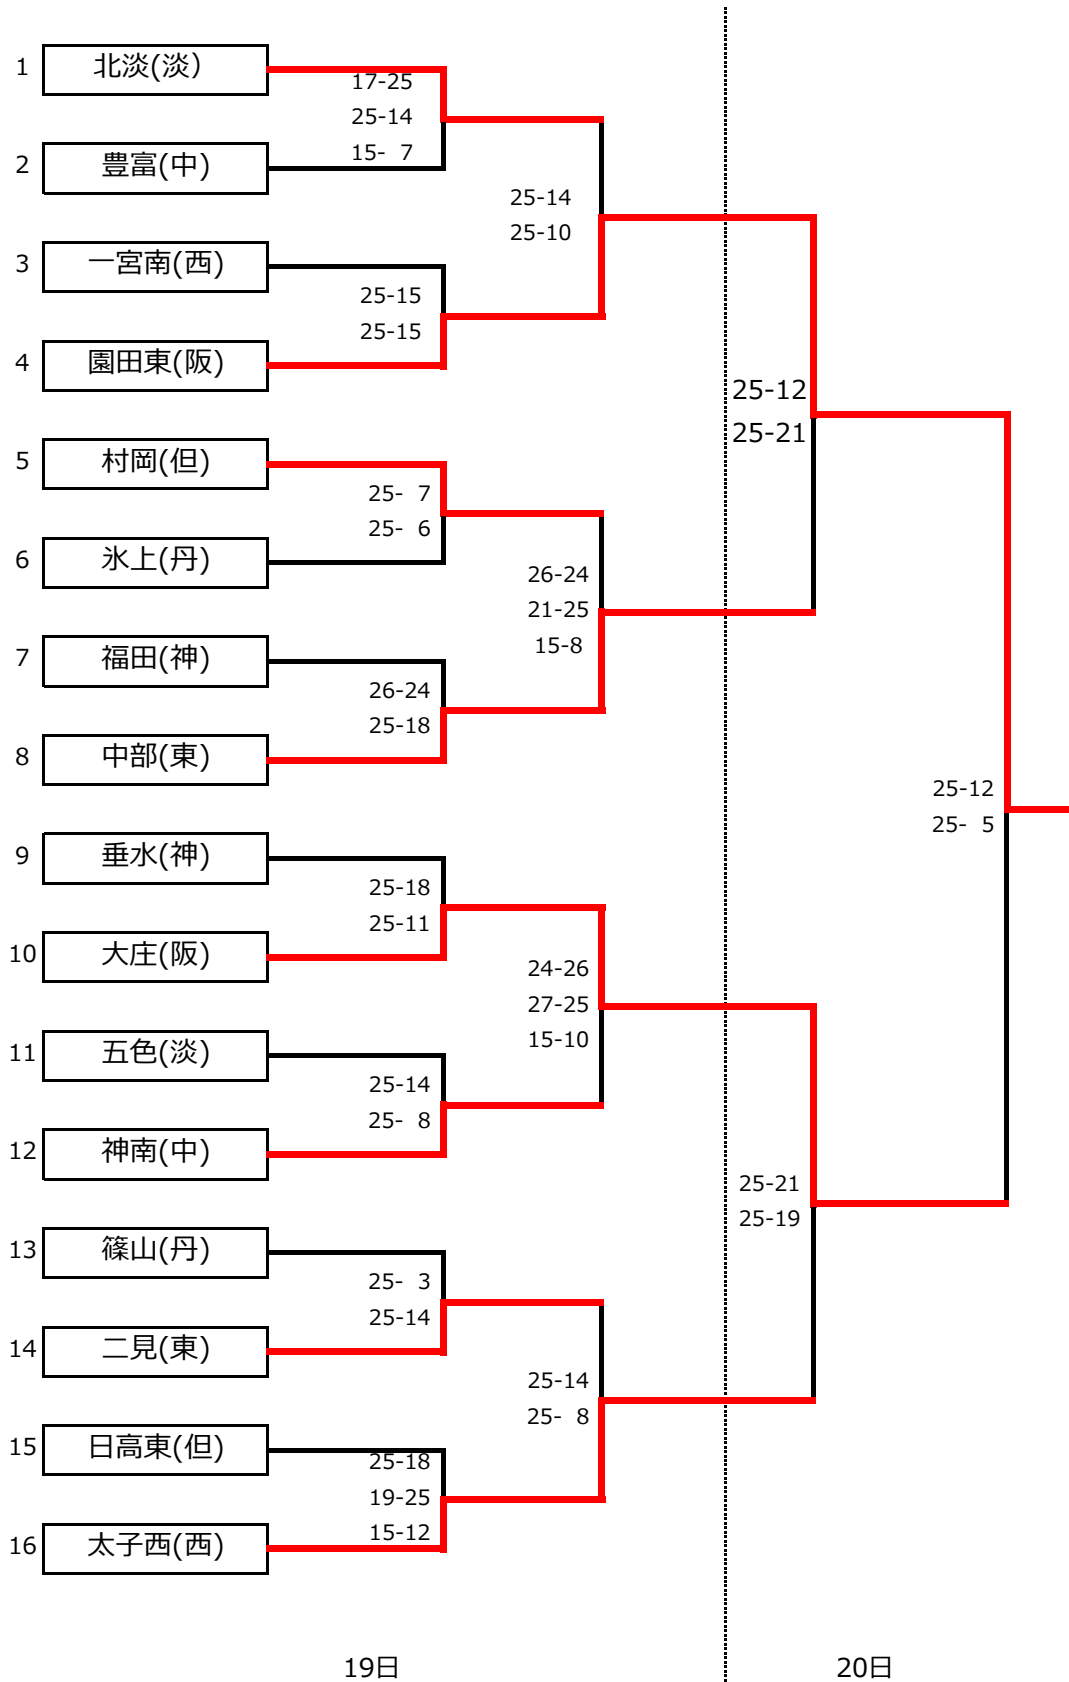 1 北淡(淡）
17-25
25-14
15- 7
2 豊富(中)
25-14
25-10
3 一宮南(西)
25-15
25-15
4 園田東(阪)
25-12
25-21
5 村岡(但)
25- 7
25- 6
6 氷上(丹)
26-24
21-25
15-8
7 福田(神)
26-24
25-18
8 中部(東)
25-12
25- 5
9 垂水(神)
25-18
25-11
10 大庄(阪)
24-26
27-25
15-10
11 五色(淡)
25-14
25- 8
12 神南(中)
25-21
25-19
13 篠山(丹)
25- 3
25-14
14 二見(東)
25-14
25- 8
15 日高東(但)
25-18
19-25
15-12
16 太子西(西)
19日 20日